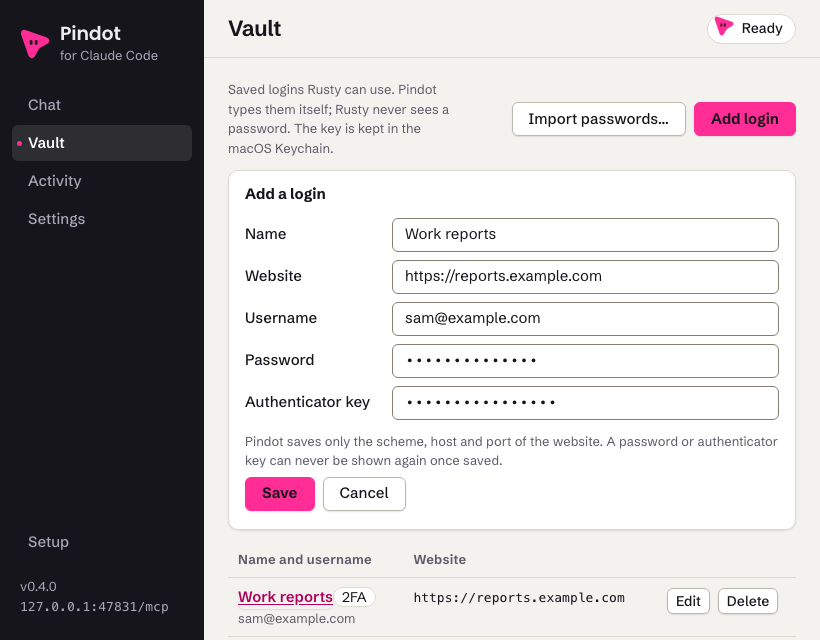 Pindot
for Claude Code
Chat
Vault
Activity
Settings
Setup
v0.4.0
127.0.0.1:47831/mcp
Vault
Ready
Saved logins Rusty can use. Pindot
types them itself; Rusty never sees a
password. The key is kept in the
macOS Keychain.
Import passwords…
Add login
Add a login
Name
Work reports
Website
https://reports.example.com
Username
sam@example.com
Password
••••••••••••••
Authenticator key
••••••••••••••••
Pindot saves only the scheme, host and port of the website. A password or authenticator
key can never be shown again once saved.
Save
Cancel
Name and username
Website
Work reports
2FA
https://reports.example.com
Edit
Delete
sam@example.com